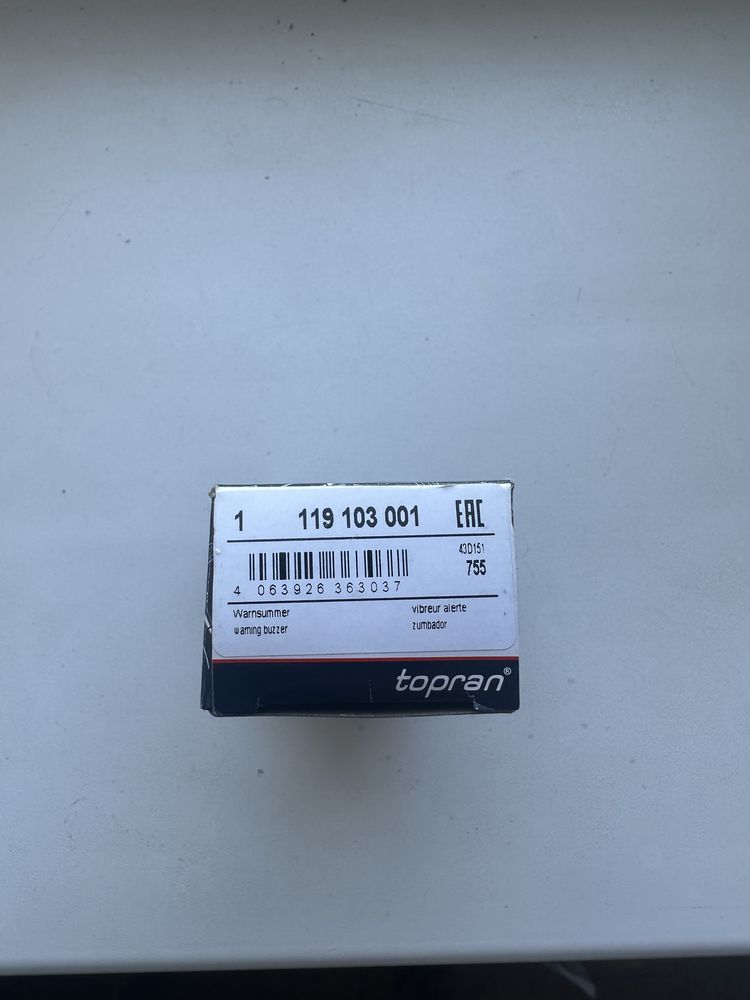 1 119 103 001 EAC
43D151
755
4 063926 363037
Warnsummer vibreur alerte
warning buzzer zumbador
topran®